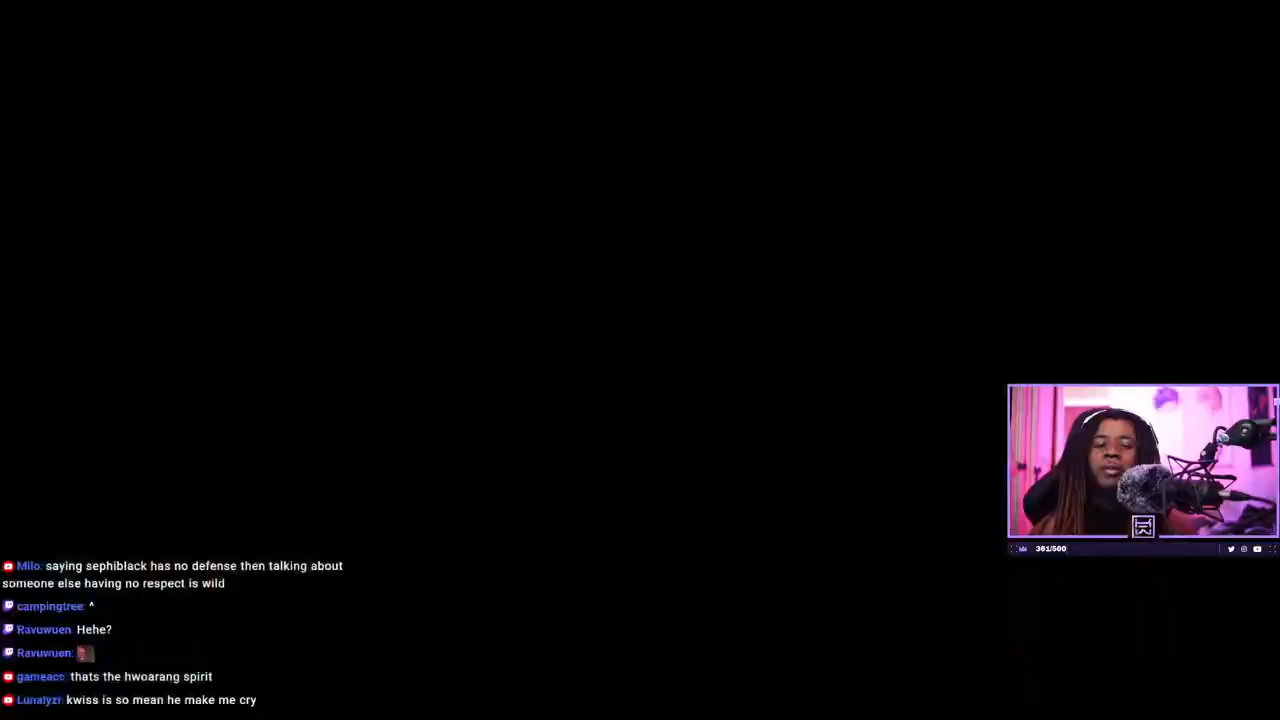 361/500
Milo: saying sephiblack has no defense then talking about
someone else having no respect is wild
campingtree: ^
Ravuwuen: Hehe?
Ravuwuen:
gameacc: thats the hwoarang spirit
Lunalyzr: kwiss is so mean he make me cry